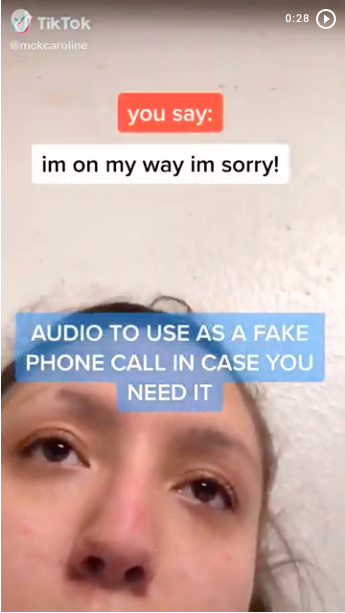 TikTok
@mckcaroline
0:28
you say:
im on my way im sorry!
AUDIO TO USE AS A FAKE
PHONE CALL IN CASE YOU
NEED IT